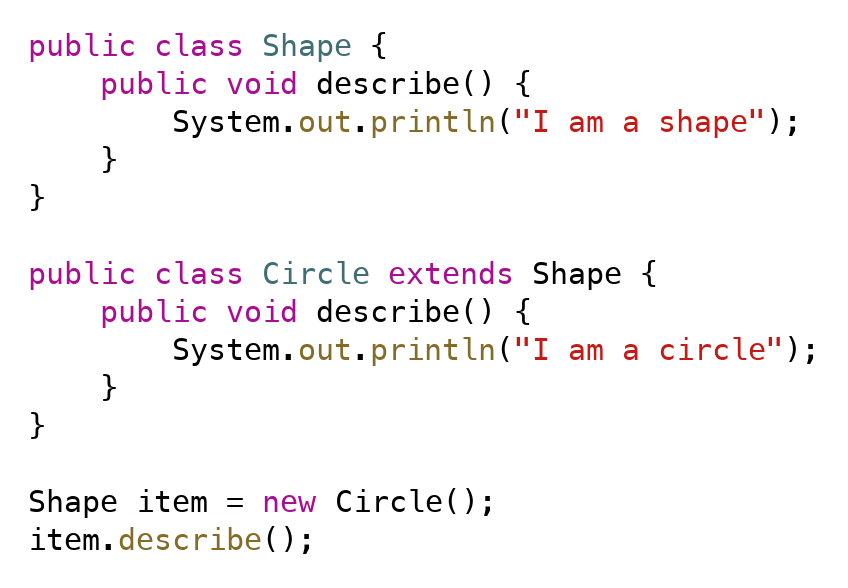 public class Shape {
    public void describe() {
        System.out.println("I am a shape");
    }
}

public class Circle extends Shape {
    public void describe() {
        System.out.println("I am a circle");
    }
}

Shape item = new Circle();
item.describe();